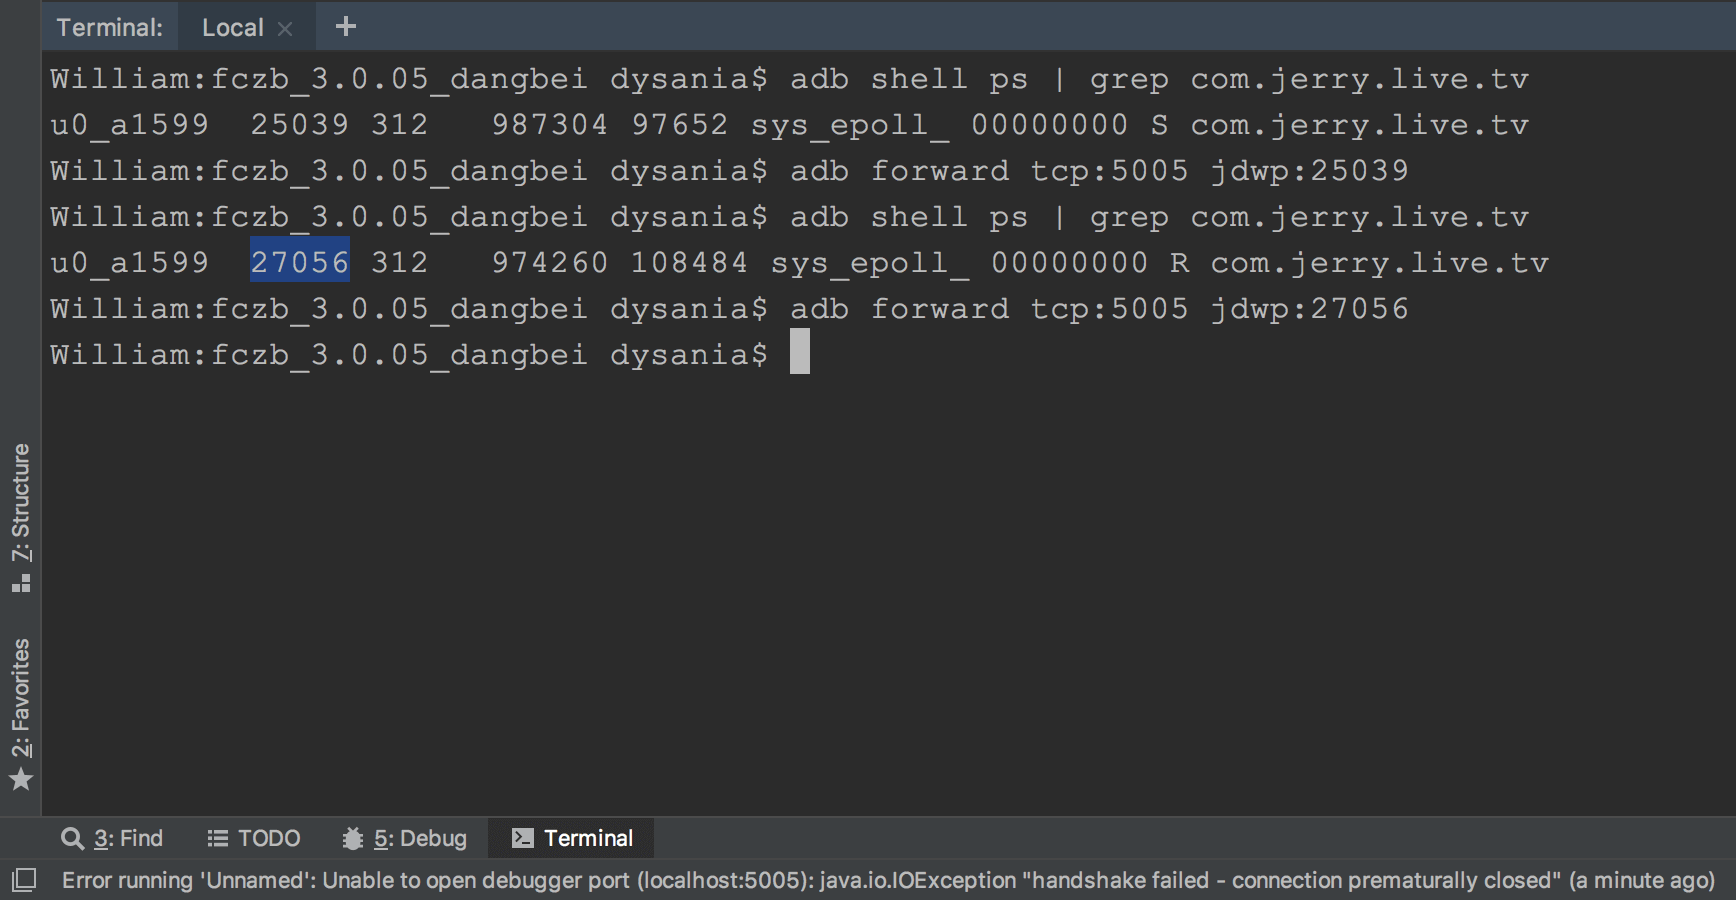 Terminal: Local × +
William:fczb_3.0.05_dangbei dysania$ adb shell ps | grep com.jerry.live.tv
u0_a1599  25039 312   987304 97652 sys_epoll_ 00000000 S com.jerry.live.tv
William:fczb_3.0.05_dangbei dysania$ adb forward tcp:5005 jdwp:25039
William:fczb_3.0.05_dangbei dysania$ adb shell ps | grep com.jerry.live.tv
u0_a1599  27056 312   974260 108484 sys_epoll_ 00000000 R com.jerry.live.tv
William:fczb_3.0.05_dangbei dysania$ adb forward tcp:5005 jdwp:27056
William:fczb_3.0.05_dangbei dysania$
7: Structure
2: Favorites
3: Find TODO 5: Debug Terminal
Error running 'Unnamed': Unable to open debugger port (localhost:5005): java.io.IOException "handshake failed - connection prematurally closed" (a minute ago)